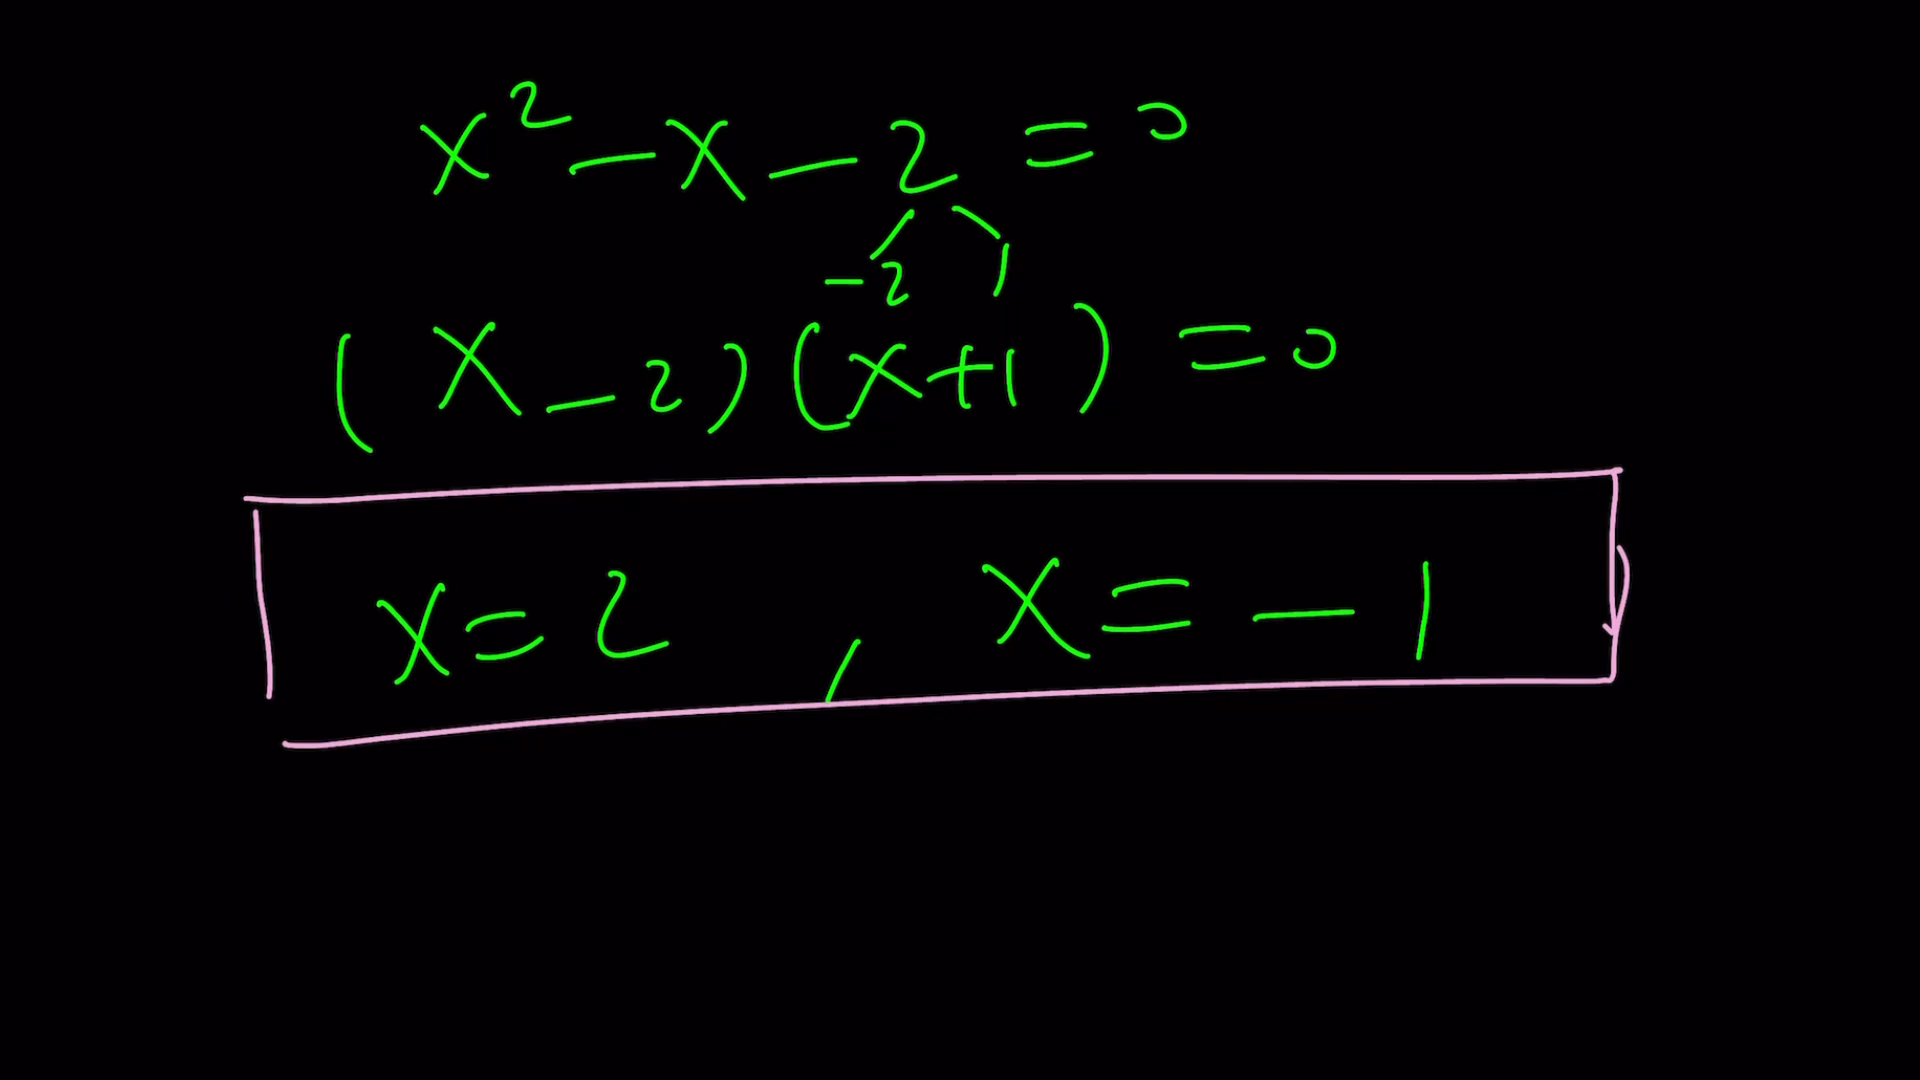 x² - x - 2 = 0
-2 1
(x - 2)(x + 1) = 0
x = 2 , x = -1